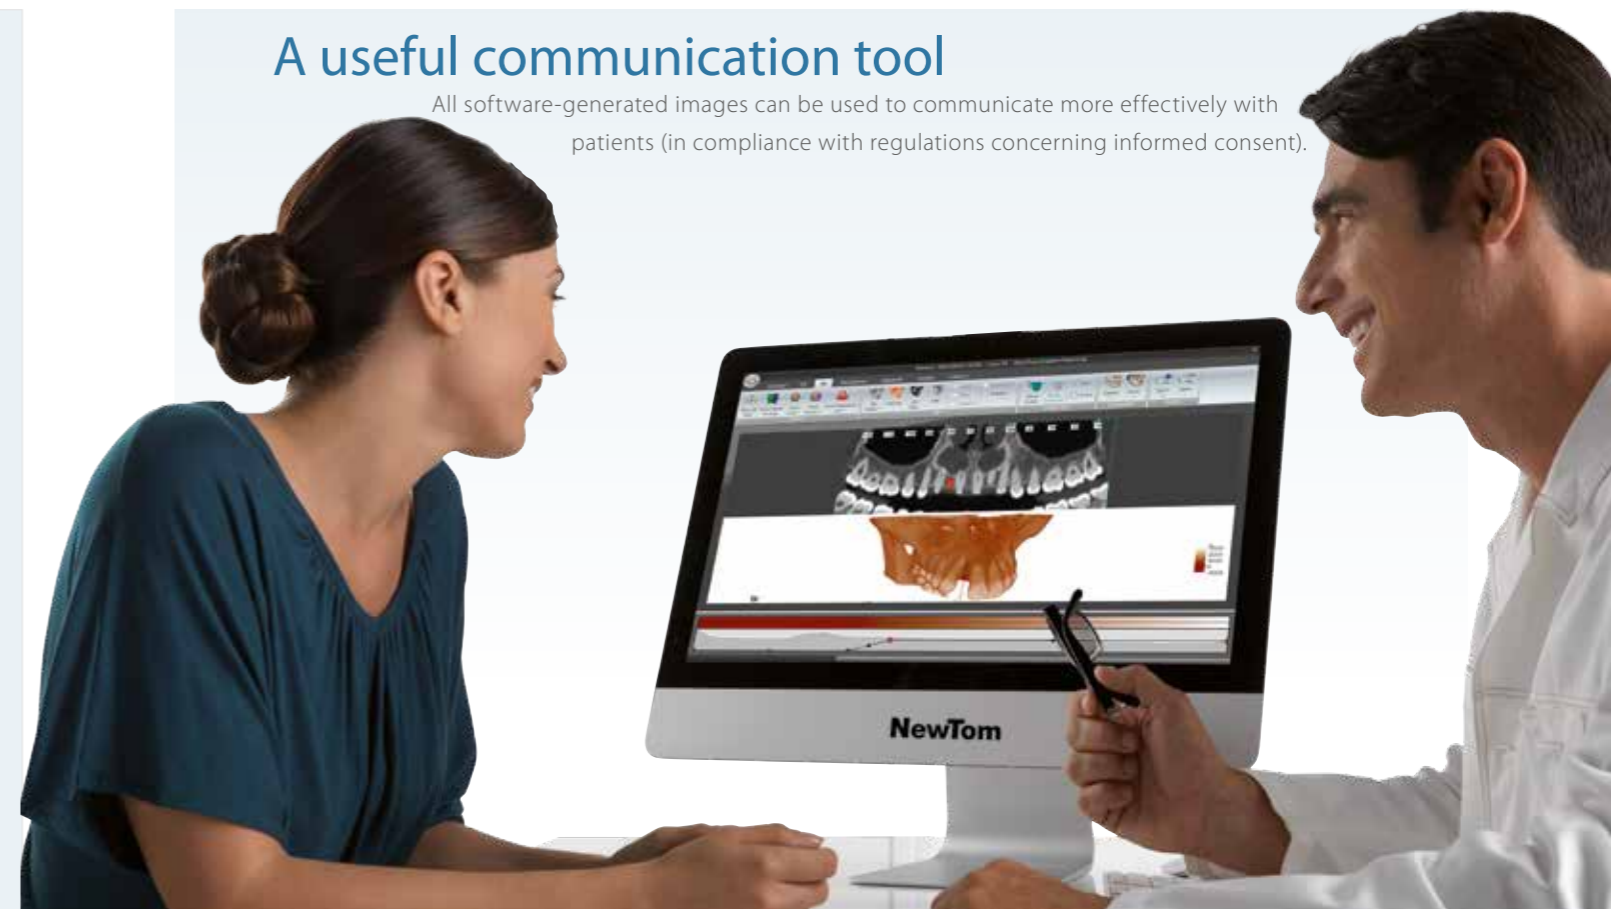 A useful communication tool
All software-generated images can be used to communicate more effectively with
patients (in compliance with regulations concerning informed consent).
NewTom